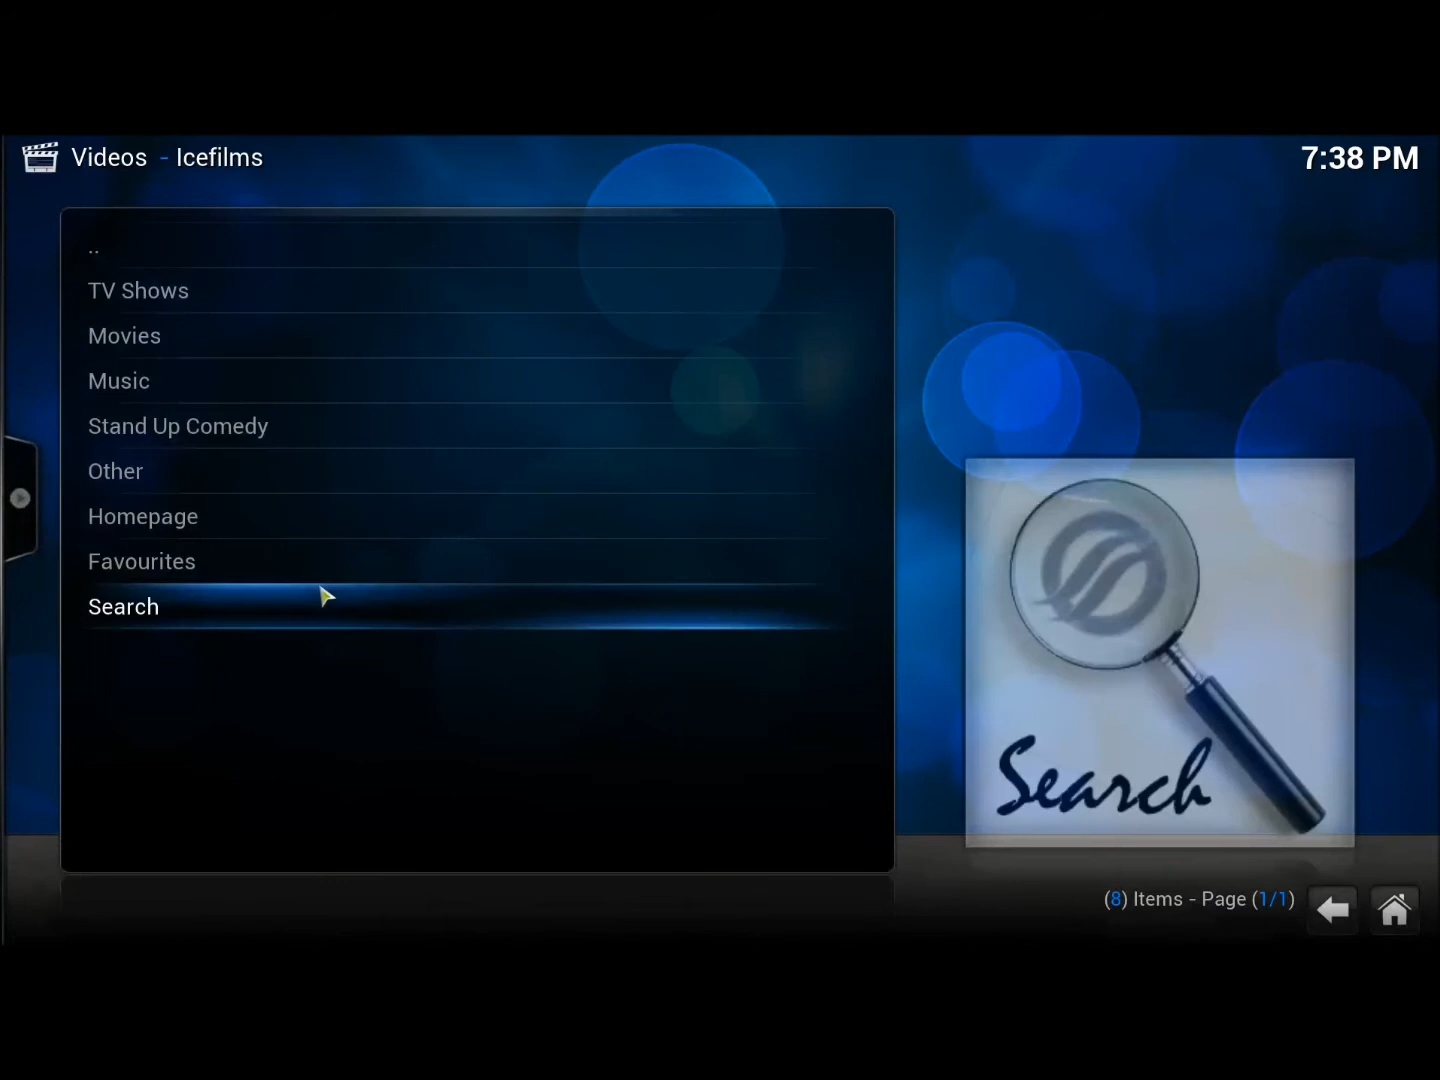 Videos - Icefilms
7:38 PM
..
TV Shows
Movies
Music
Stand Up Comedy
Other
Homepage
Favourites
Search
Search
(8) Items - Page (1/1)